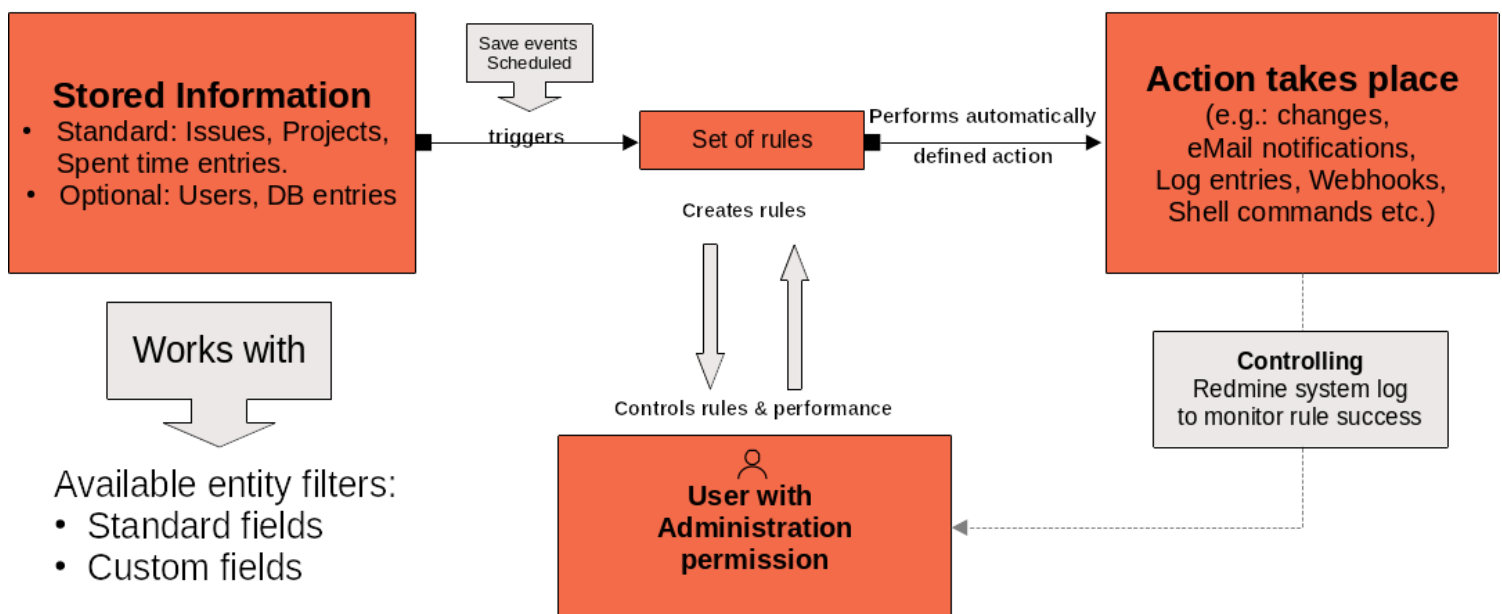 Stored Information
• Standard: Issues, Projects,
Spent time entries.
• Optional: Users, DB entries
Save events
Scheduled
triggers
Set of rules
Performs automatically
defined action
Action takes place
(e.g.: changes,
eMail notifications,
Log entries, Webhooks,
Shell commands etc.)
Works with
Available entity filters:
• Standard fields
• Custom fields
Creates rules
Controls rules & performance
User with
Administration
permission
Controlling
Redmine system log
to monitor rule success